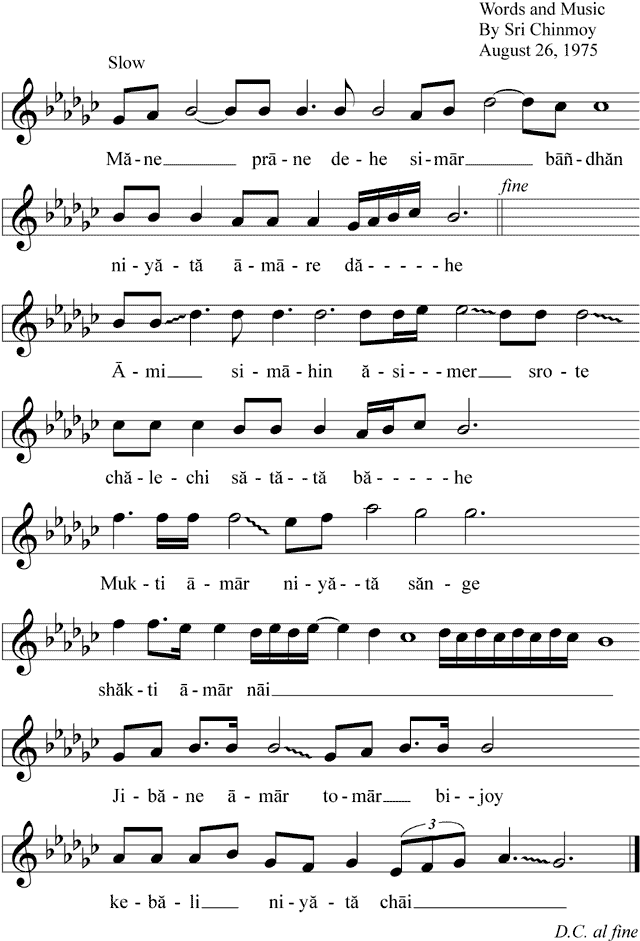 Words and Music
By Sri Chinmoy
August 26, 1975
Slow
Mă-ne prā-ne de-he si-mār bāñ-dhăn
fine
ni-yă-tă ā-mā-re dă-----he
Ā-mi si-mā-hin ă-si---mer sro-te
chă-le-chi să-tă-tă bă-----he
Muk-ti ā-mār ni-yă-tă săn-ge
shăk-ti ā-mār nāi
3
Ji-bă-ne ā-mār to-mār bi--joy
ke-bă-li ni-yă-tă chāi
D.C. al fine